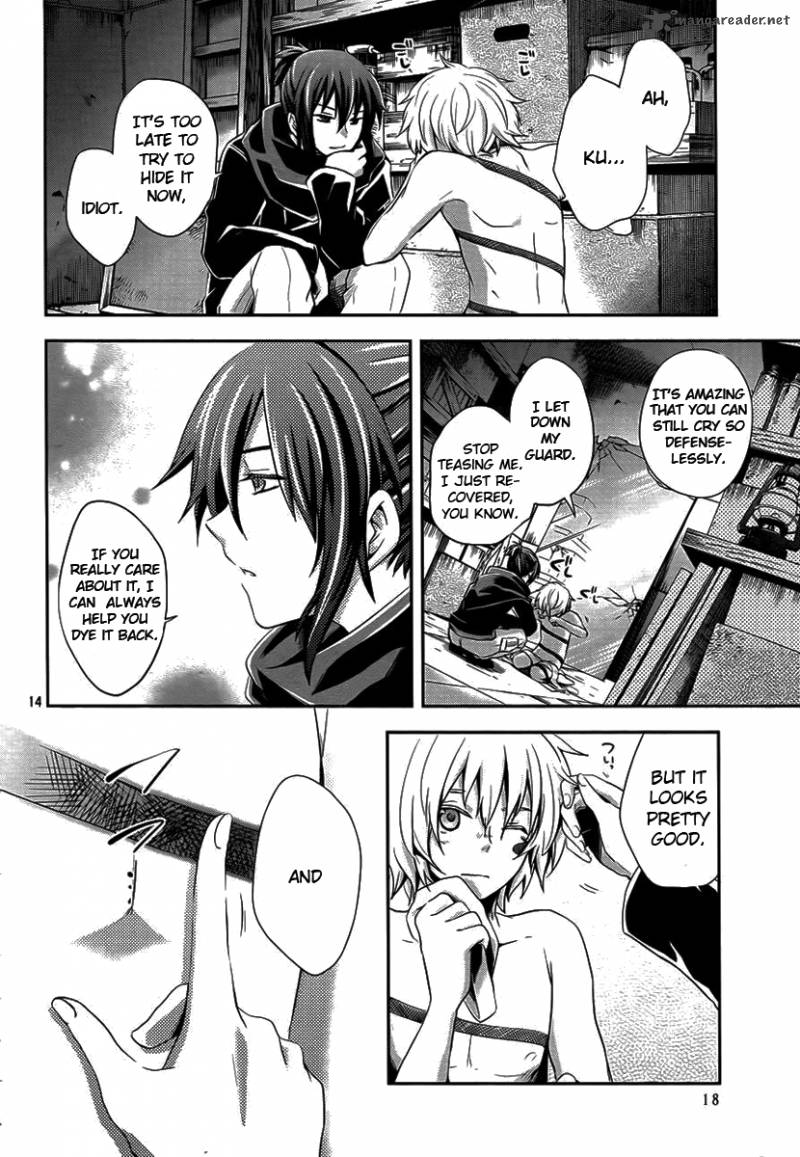 mangareader.net
AH,
KU...
IT'S TOO
LATE TO
TRY TO
HIDE IT
NOW,
IDIOT.
IT'S AMAZING
THAT YOU CAN
STILL CRY SO
DEFENSE-
LESSLY.
I LET
DOWN
MY
GUARD.
STOP
TEASING ME.
I JUST RE-
COVERED,
YOU KNOW.
IF YOU
REALLY CARE
ABOUT IT, I
CAN ALWAYS
HELP YOU
DYE IT BACK.
14
BUT IT
LOOKS
PRETTY
GOOD.
AND
18